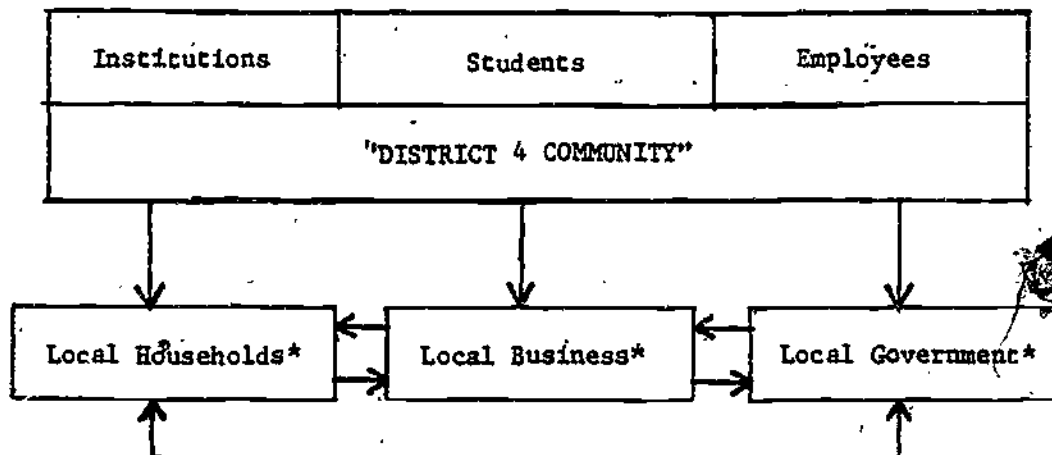 Institutions
Students
Employees
"DISTRICT 4 COMMUNITY"
Local Households*
Local Business*
Local Government*